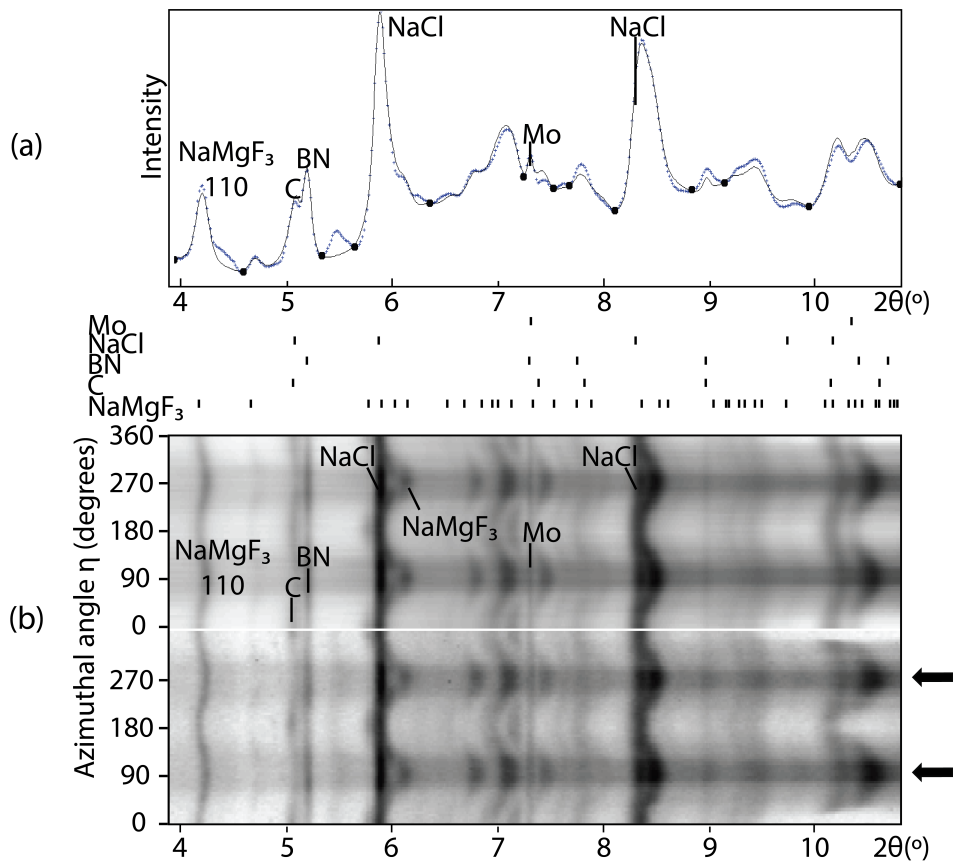 (a)
Intensity
NaMgF₃
110
C
BN
NaCl
Mo
NaCl
4 5 6 7 8 9 10 2θ(º)
Mo
NaCl
BN
C
NaMgF₃
(b)
Azimuthal angle η (degrees)
360
270
180
90
0
270
180
90
0
NaCl
NaCl
NaMgF₃
Mo
NaMgF₃
110
BN
C
4 5 6 7 8 9 10 2θ(º)